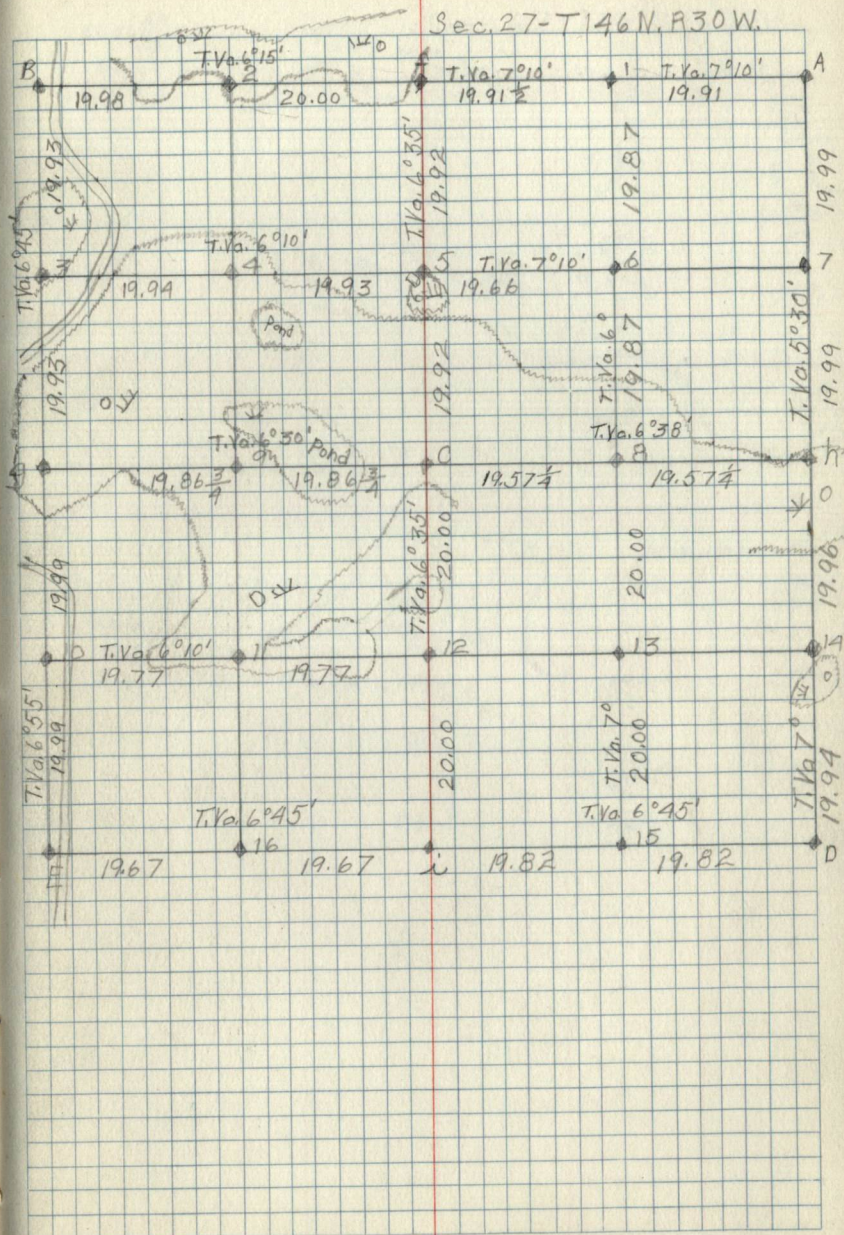 Sec. 27-T146N. R30W.
B
T.Va. 6°15'
2
T.Va. 7°10'
1
T.Va. 7°10'
A
19.98
20.00
19.91½
19.91
19.93
T.Va. 6°35'
19.92
19.87
19.99
T.Va. 6°45'
3
T.Va. 6°10'
4
5
T.Va. 7°10'
6
7
19.94
19.93
19.66
Pond
19.93
19.92
T.Va. 6°
19.87
T.Va. 5°30'
19.99
T.Va. 6°30'
Pond
9
C
T.Va. 6°38'
8
h
19.86¾
19.86¾
19.57¼
19.57¼
19.99
T.Va. 6°35'
20.00
20.00
19.96
T.Va. 6°10'
11
12
13
14
19.77
19.77
T.Va. 6°55'
19.99
20.00
T.Va. 7°
20.00
T.Va. 7°
19.94
T.Va. 6°45'
T.Va. 6°45'
E
16
i
15
D
19.67
19.67
19.82
19.82